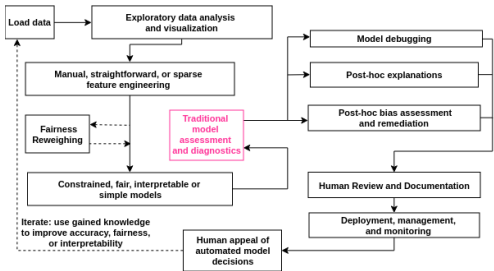 Load data
Exploratory data analysis
and visualization
Manual, straightforward, or sparse
feature engineering
Fairness
Reweighing
Constrained, fair, interpretable or
simple models
Traditional
model
assessment
and diagnostics
Model debugging
Post-hoc explanations
Post-hoc bias assessment
and remediation
Human Review and Documentation
Deployment, management,
and monitoring
Human appeal of
automated model
decisions
Iterate: use gained knowledge
to improve accuracy, fairness,
or interpretability